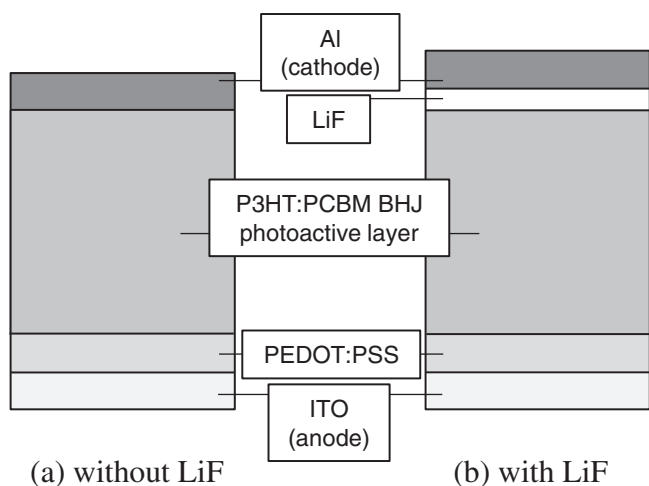 Al
(cathode)
LiF
P3HT:PCBM BHJ
photoactive layer
PEDOT:PSS
ITO
(anode)
(a) without LiF
(b) with LiF